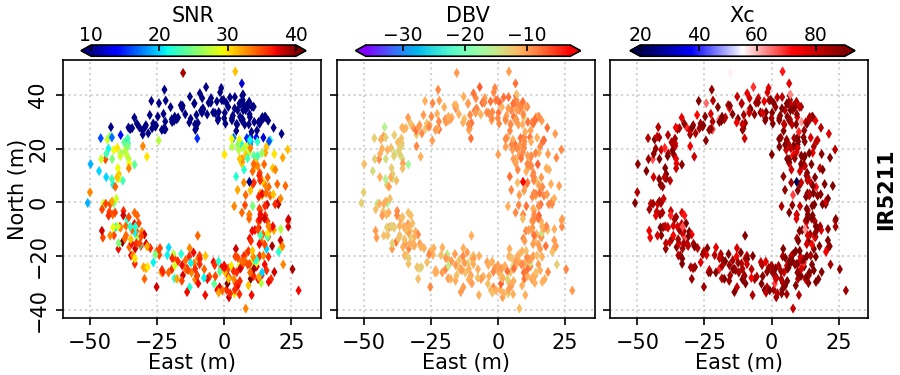 SNR DBV Xc
10 20 30 40 −30 −20 −10 20 40 60 80
North (m)
40
20
0
−20
−40
−50 −25 0 25 −50 −25 0 25 −50 −25 0 25
East (m) East (m) East (m)
IR5211